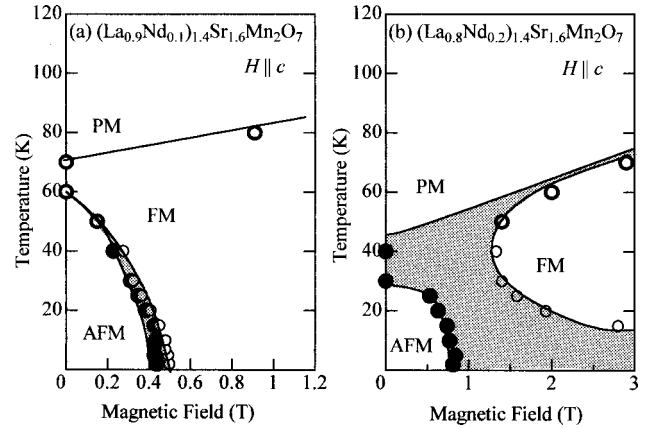 (a) (La₀.₉Nd₀.₁)₁.₄Sr₁.₆Mn₂O₇
H || c
PM
FM
AFM
Temperature (K)
120
100
80
60
40
20
0
0 0.2 0.4 0.6 0.8 1 1.2
Magnetic Field (T)
(b) (La₀.₈Nd₀.₂)₁.₄Sr₁.₆Mn₂O₇
H || c
PM
FM
AFM
Temperature (K)
120
100
80
60
40
20
0 1 2 3
Magnetic Field (T)